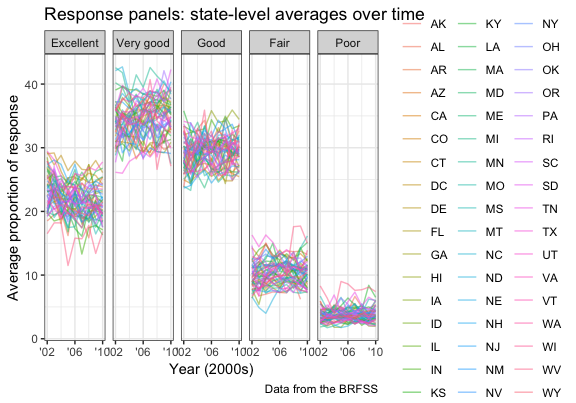 Response panels: state-level averages over time
Excellent Very good Good Fair Poor
40
30
20
10
0
Average proportion of response
'02 '06 '10 '02 '06 '10 '02 '06 '10 '02 '06 '10 '02 '06 '10
Year (2000s)
Data from the BRFSS
AK KY NY
AL LA OH
AR MA OK
AZ MD OR
CA ME PA
CO MI RI
CT MN SC
DC MO SD
DE MS TN
FL MT TX
GA NC UT
HI ND VA
IA NE VT
ID NH WA
IL NJ WI
IN NM WV
KS NV WY